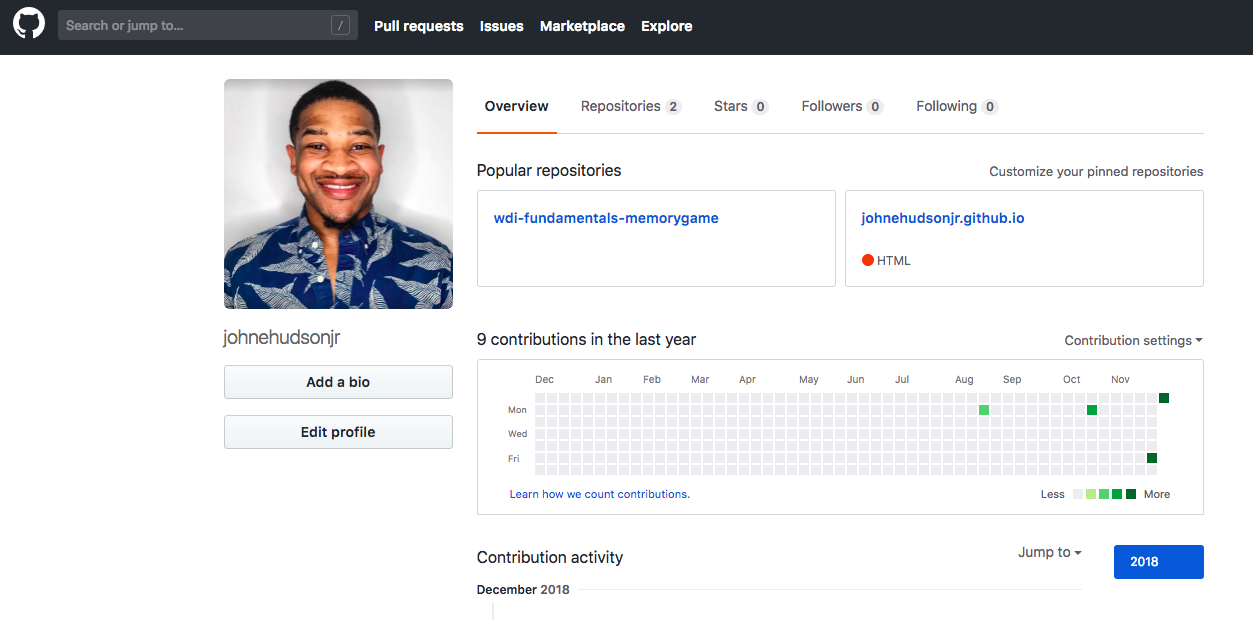 Search or jump to... / Pull requests Issues Marketplace Explore
Overview Repositories 2 Stars 0 Followers 0 Following 0
Popular repositories Customize your pinned repositories
wdi-fundamentals-memorygame johnehudsonjr.github.io
HTML
johnehudsonjr
Add a bio
Edit profile
9 contributions in the last year Contribution settings
Dec Jan Feb Mar Apr May Jun Jul Aug Sep Oct Nov
Mon
Wed
Fri
Learn how we count contributions. Less More
Contribution activity Jump to 2018
December 2018